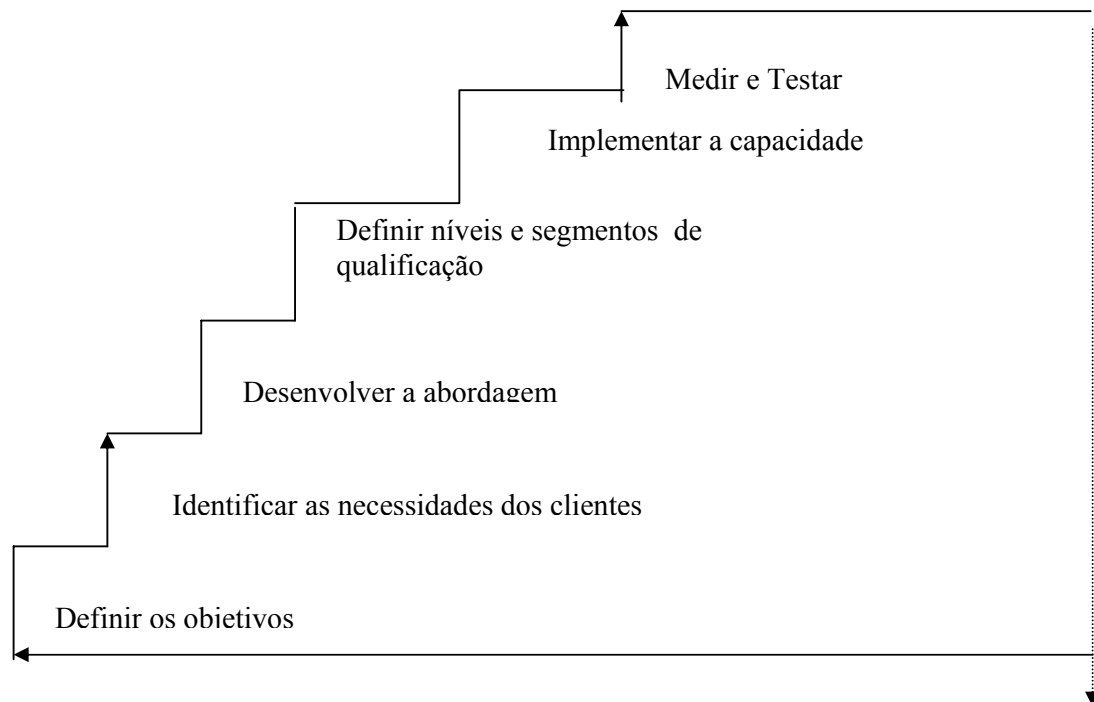 Medir e Testar
Implementar a capacidade
Definir níveis e segmentos de
qualificação
Desenvolver a abordagem
Identificar as necessidades dos clientes
Definir os objetivos